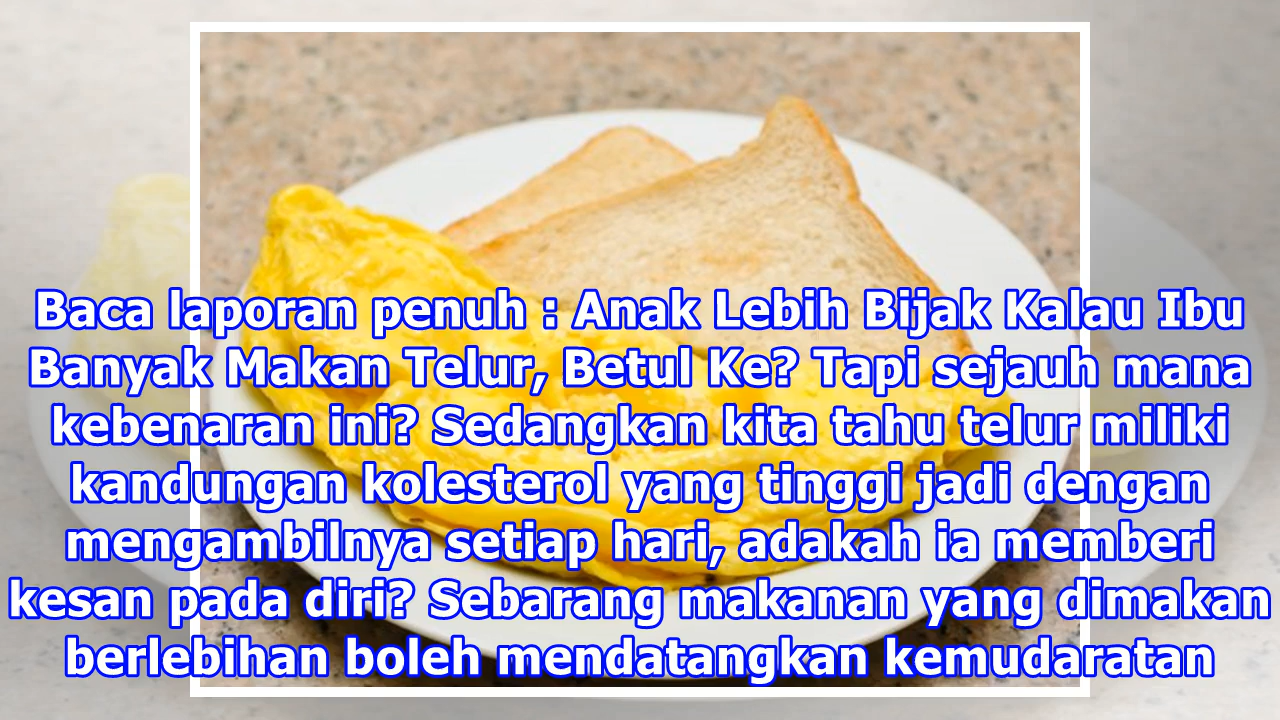 Baca laporan penuh : Anak Lebih Bijak Kalau Ibu
Banyak Makan Telur, Betul Ke? Tapi sejauh mana
kebenaran ini? Sedangkan kita tahu telur miliki
kandungan kolesterol yang tinggi jadi dengan
mengambilnya setiap hari, adakah ia memberi
kesan pada diri? Sebarang makanan yang dimakan
berlebihan boleh mendatangkan kemudaratan